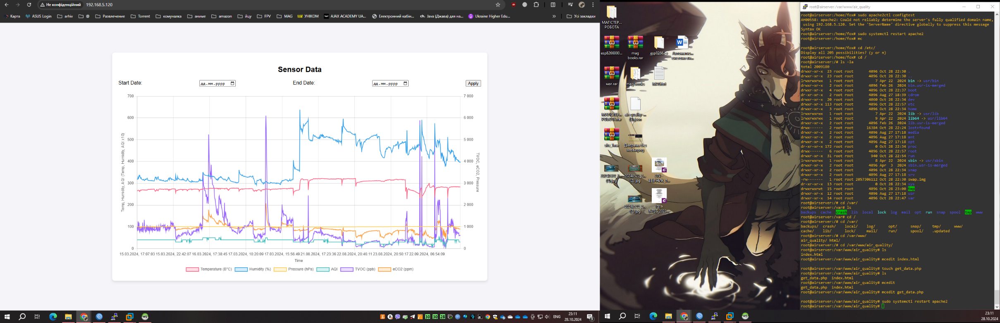 Не конфіденційний 192.168.5.120
Карта ASUS Login arhiv @ Развлечение Torrent комуналка аниме amazon йцу FPV MAG УНІКОМ AJAX ACADEMY UA... Електронний кабін... Java (Джава) для на... Ukraine Higher Edu... » Усі закладки
Sensor Data
Start Date: дд.мм.рррр End Date: дд.мм.рррр Apply
700 7 000
600 6 000
500 5 000
400 4 000
300 3 000
200 2 000
100 1 000
0 0
Temp, Humidity, AQI (Temp, Humidity, AQI x10)
TVOC, eCO2, Pressure
15.03.2024, 17:07:03 15.03.2024, 22:42:07 16.03.2024, 17:38:45 17.03.2024, 10:20:09 17.03.2024, 15:56:49 21.08.2024, 17:23:36 22.08.2024, 20:46:11 23.08.2024, 20:50:17 22.09.2024, 06:54:09
Time
Temperature (В°C) Humidity (%) Pressure (hPa) AQI TVOC (ppb) eCO2 (ppm)
30 30 28 ENG 23:11
28.10.2024 3
МАГІСТЕР...
РОБОТА
esp8266000... mag
books.rar esp8266++ Автоматиз...
система ви...
маг.rar mag books
МАГІСТЕР...
РОБОТА.rar air quality -...
(3).json
site_1.rar Діаграма без
назви.png
20240522_2...
(2).jpg 274 -
ЗБІРНИК_Т...
20240522_2...
(2).jpg
NTSS_2023...
root@airserver: /var/www/air_quality
root@airserver:/home/fox# sudo apache2ctl configtest
AH00558: apache2: Could not reliably determine the server's fully qualified domain name,
using 192.168.5.120. Set the 'ServerName' directive globally to suppress this message
Syntax OK
root@airserver:/home/fox# sudo systemctl restart apache2
root@airserver:/home/fox# mc
root@airserver:/home/fox# cd /etc/
Display all 205 possibilities? (y or n)
root@airserver:/home/fox# cd /
root@airserver:/# ls -la
total 2009180
drwxr-xr-x 23 root root 4096 Oct 28 22:30 .
drwxr-xr-x 23 root root 4096 Oct 28 22:30 ..
lrwxrwxrwx 1 root root 7 Apr 22 2024 bin -> usr/bin
drwxr-xr-x 2 root root 4096 Feb 26 2024 bin.usr-is-merged
drwxr-xr-x 4 root root 4096 Oct 28 22:37 boot
dr-xr-xr-x 2 root root 4096 Aug 27 18:39 cdrom
drwxr-xr-x 20 root root 4060 Oct 28 22:34 dev
drwxr-xr-x 113 root root 4096 Oct 28 22:57 etc
drwxr-xr-x 3 root root 4096 Oct 28 22:34 home
lrwxrwxrwx 1 root root 7 Apr 22 2024 lib -> usr/lib
lrwxrwxrwx 1 root root 9 Apr 22 2024 lib64 -> usr/lib64
drwxr-xr-x 2 root root 4096 Feb 26 2024 lib.usr-is-merged
drwx------ 2 root root 16384 Oct 28 22:24 lost+found
drwxr-xr-x 2 root root 4096 Aug 27 17:18 media
drwxr-xr-x 2 root root 4096 Aug 27 17:18 mnt
drwxr-xr-x 2 root root 4096 Aug 27 17:18 opt
dr-xr-xr-x 172 root root 0 Oct 28 22:34 proc
drwx------ 6 root root 4096 Oct 28 22:57 root
drwxr-xr-x 31 root root 940 Oct 28 22:54 run
lrwxrwxrwx 1 root root 8 Apr 22 2024 sbin -> usr/sbin
drwxr-xr-x 2 root root 4096 Apr 3 2024 sbin.usr-is-merged
drwxr-xr-x 2 root root 4096 Oct 28 22:34 snap
drwxr-xr-x 2 root root 4096 Aug 27 17:18 srv
-rw------- 1 root root 2057306112 Oct 28 22:30 swap.img
dr-xr-xr-x 13 root root 0 Oct 28 22:34 sys
drwxrwxrwt 15 root root 4096 Oct 28 23:00 tmp
drwxr-xr-x 12 root root 4096 Aug 27 17:18 usr
drwxr-xr-x 14 root root 4096 Oct 28 22:47 var
root@airserver:/# cd /var/
root@airserver:/var# ls
backups cache crash lib local lock log mail opt run snap spool tmp www
root@airserver:/var# cd /
root@airserver:/# cd /var/
backups/ crash/ local/ log/ opt/ snap/ tmp/ www/
cache/ lib/ lock/ mail/ run/ spool/ .updated
root@airserver:/# cd /var/www/
air_quality/ html/
root@airserver:/# cd /var/www/air_quality/
root@airserver:/var/www/air_quality# ls
index.html
root@airserver:/var/www/air_quality# mcedit index.html
root@airserver:/var/www/air_quality# touch get_data.php
root@airserver:/var/www/air_quality# ls
get_data.php index.html
root@airserver:/var/www/air_quality# mcedit
get_data.php index.html
root@airserver:/var/www/air_quality# mcedit get_data.php
root@airserver:/var/www/air_quality# sudo systemctl restart apache2
root@airserver:/var/www/air_quality#
23:11
28.10.2024